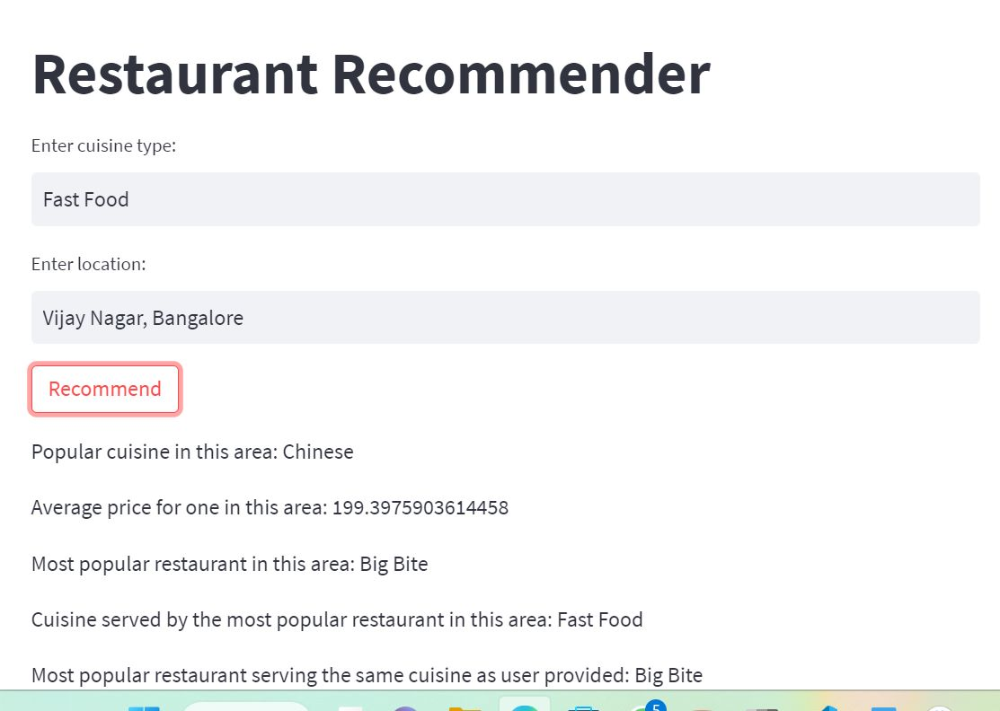 Restaurant Recommender
Enter cuisine type:
Fast Food
Enter location:
Vijay Nagar, Bangalore
Recommend
Popular cuisine in this area: Chinese
Average price for one in this area: 199.3975903614458
Most popular restaurant in this area: Big Bite
Cuisine served by the most popular restaurant in this area: Fast Food
Most popular restaurant serving the same cuisine as user provided: Big Bite
5